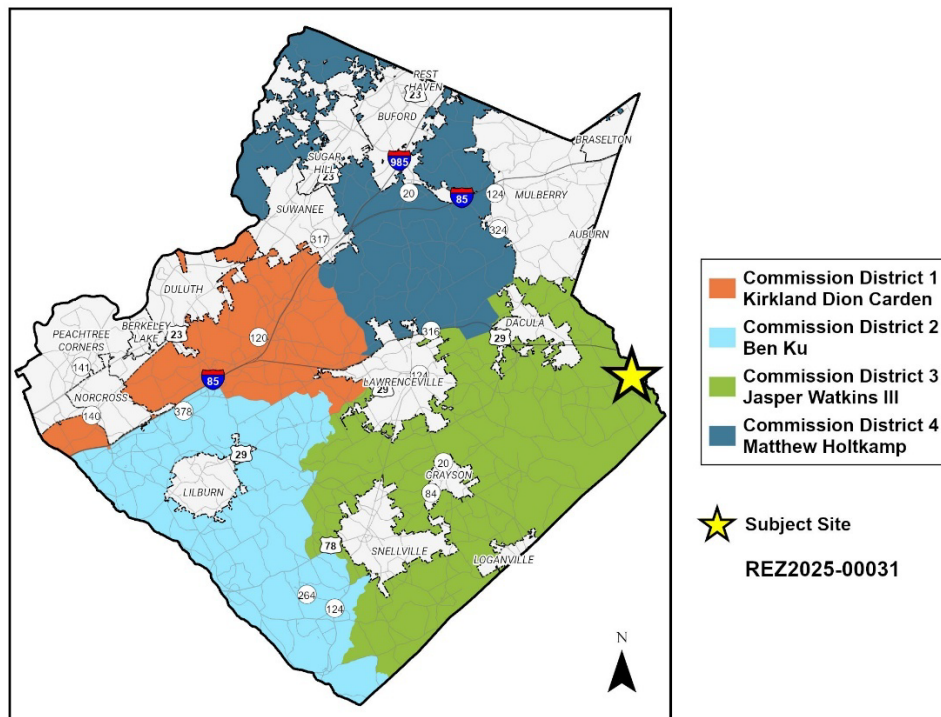 REST
HAVEN
23
BUFORD
BRASELTON
SUGAR
HILL
23
985
20
85
124
MULBERRY
SUWANEE
324
AUBURN
317
DULUTH
BERKELEY
LAKE
23
PEACHTREE
CORNERS
141
120
316
29
DACULA
124
29
LAWRENCEVILLE
85
NORCROSS
140
378
29
LILBURN
20
GRAYSON
84
78
SNELLVILLE
LOGANVILLE
264
124
N
Commission District 1
Kirkland Dion Carden
Commission District 2
Ben Ku
Commission District 3
Jasper Watkins III
Commission District 4
Matthew Holtkamp
Subject Site
REZ2025-00031